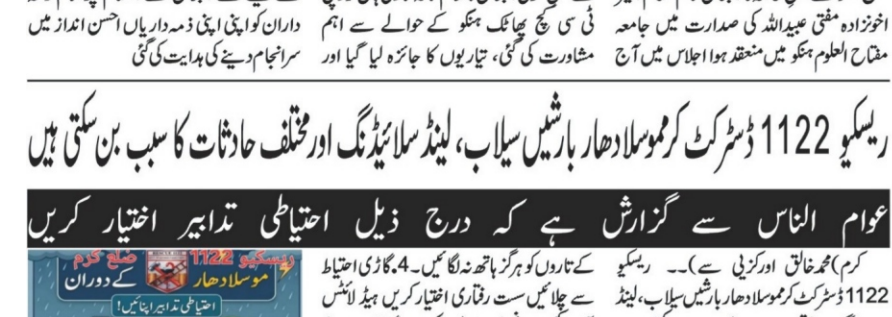 اخونزادہ مفتی عبیداللہ کی صدارت میں جامعہ
مفتاح العلوم ہنگو میں منعقد ہوا اجلاس میں آج
ٹی سی کچ پھاٹک ہنگو کے حوالے سے اہم
مشاورت کی گئی، تیاریوں کا جائزہ لیا گیا اور
داران کو اپنی اپنی ذمہ داریاں احسن انداز میں
سرانجام دینے کی ہدایت کی گئی
ریسکیو 1122 ڈسٹرکٹ کرم موسلادھار بارشیں سیلاب، لینڈ سلائیڈنگ اور مختلف حادثات کا سبب بن سکتی ہیں
عوام الناس سے گزارش ہے کہ درج ذیل احتیاطی تدابیر اختیار کریں
کرم)محمد خالق اورکزئی سے)۔۔ ریسکیو
1122 ڈسٹرکٹ کرم موسلادھار بارشیں سیلاب، لینڈ
کے تاروں کو ہرگز ہاتھ نہ لگائیں۔4۔گاڑی احتیاط
سے چلائیں سست رفتاری اختیار کریں ہیڈ لائٹس
ریسکیو 1122 ضلع کرم
موسلادھار کے دوران
احتیاطی تدابیر اپنائیں!